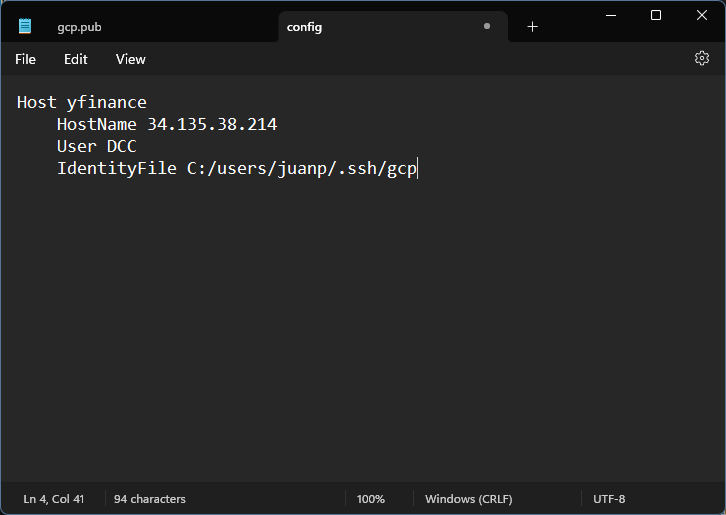 gcp.pub
config
File Edit View
Host yfinance
    HostName 34.135.38.214
    User DCC
    IdentityFile C:/users/juanp/.ssh/gcp
Ln 4, Col 41 94 characters 100% Windows (CRLF) UTF-8